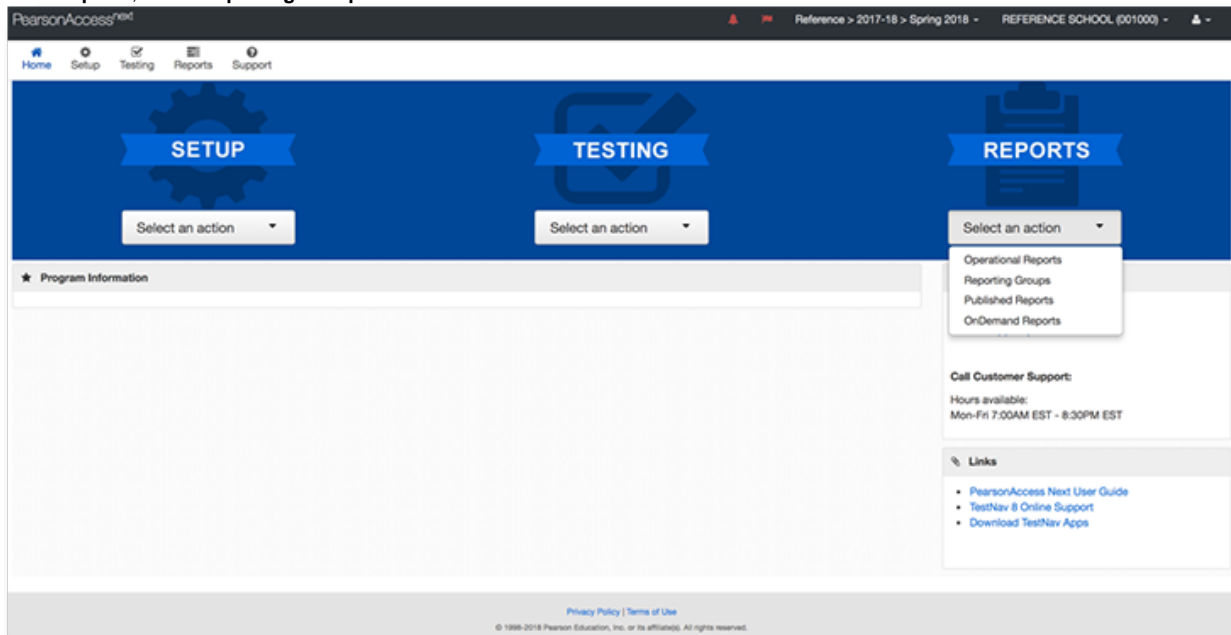 PearsonAccessnext
Reference > 2017-18 > Spring 2018
REFERENCE SCHOOL (001000)
Home
Setup
Testing
Reports
Support
SETUP
TESTING
REPORTS
Select an action
Select an action
Select an action
Operational Reports
Reporting Groups
Published Reports
OnDemand Reports
Program Information
Call Customer Support:
Hours available:
Mon-Fri 7:00AM EST - 8:30PM EST
Links
PearsonAccess Next User Guide
TestNav 8 Online Support
Download TestNav Apps
Privacy Policy | Terms of Use
© 1998-2018 Pearson Education, Inc. or its affiliate(s). All rights reserved.